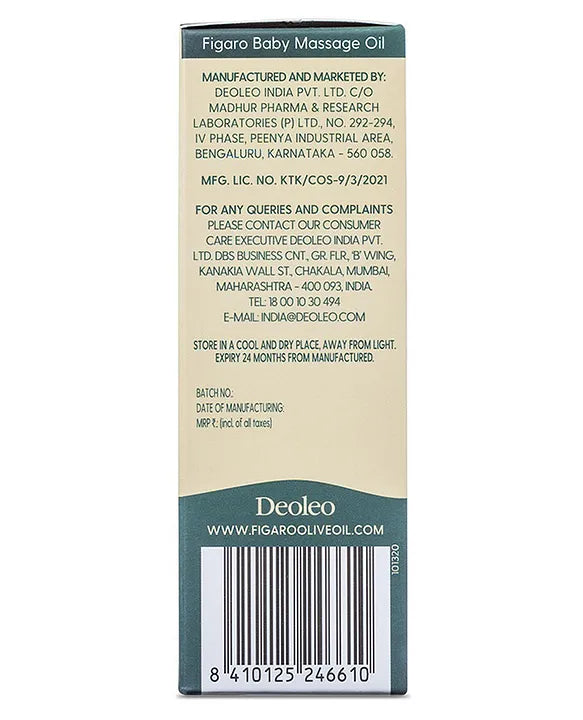 Figaro Baby Massage Oil
MANUFACTURED AND MARKETED BY:
DEOLEO INDIA PVT. LTD. C/O
MADHUR PHARMA & RESEARCH
LABORATORIES (P) LTD., NO. 292-294,
IV PHASE, PEENYA INDUSTRIAL AREA,
BENGALURU, KARNATAKA - 560 058.
MFG. LIC. NO. KTK/COS-9/3/2021
FOR ANY QUERIES AND COMPLAINTS
PLEASE CONTACT OUR CONSUMER
CARE EXECUTIVE DEOLEO INDIA PVT.
LTD. DBS BUSINESS CNT., GR. FLR., 'B' WING,
KANAKIA WALL ST., CHAKALA, MUMBAI,
MAHARASHTRA - 400 093, INDIA.
TEL: 18 00 10 30 494
E-MAIL: INDIA@DEOLEO.COM
STORE IN A COOL AND DRY PLACE, AWAY FROM LIGHT.
EXPIRY 24 MONTHS FROM MANUFACTURED.
BATCH NO.:
DATE OF MANUFACTURING:
MRP ₹.: (incl. of all taxes)
Deoleo
WWW.FIGAROOLIVEOIL.COM
101320
8 410125 246610